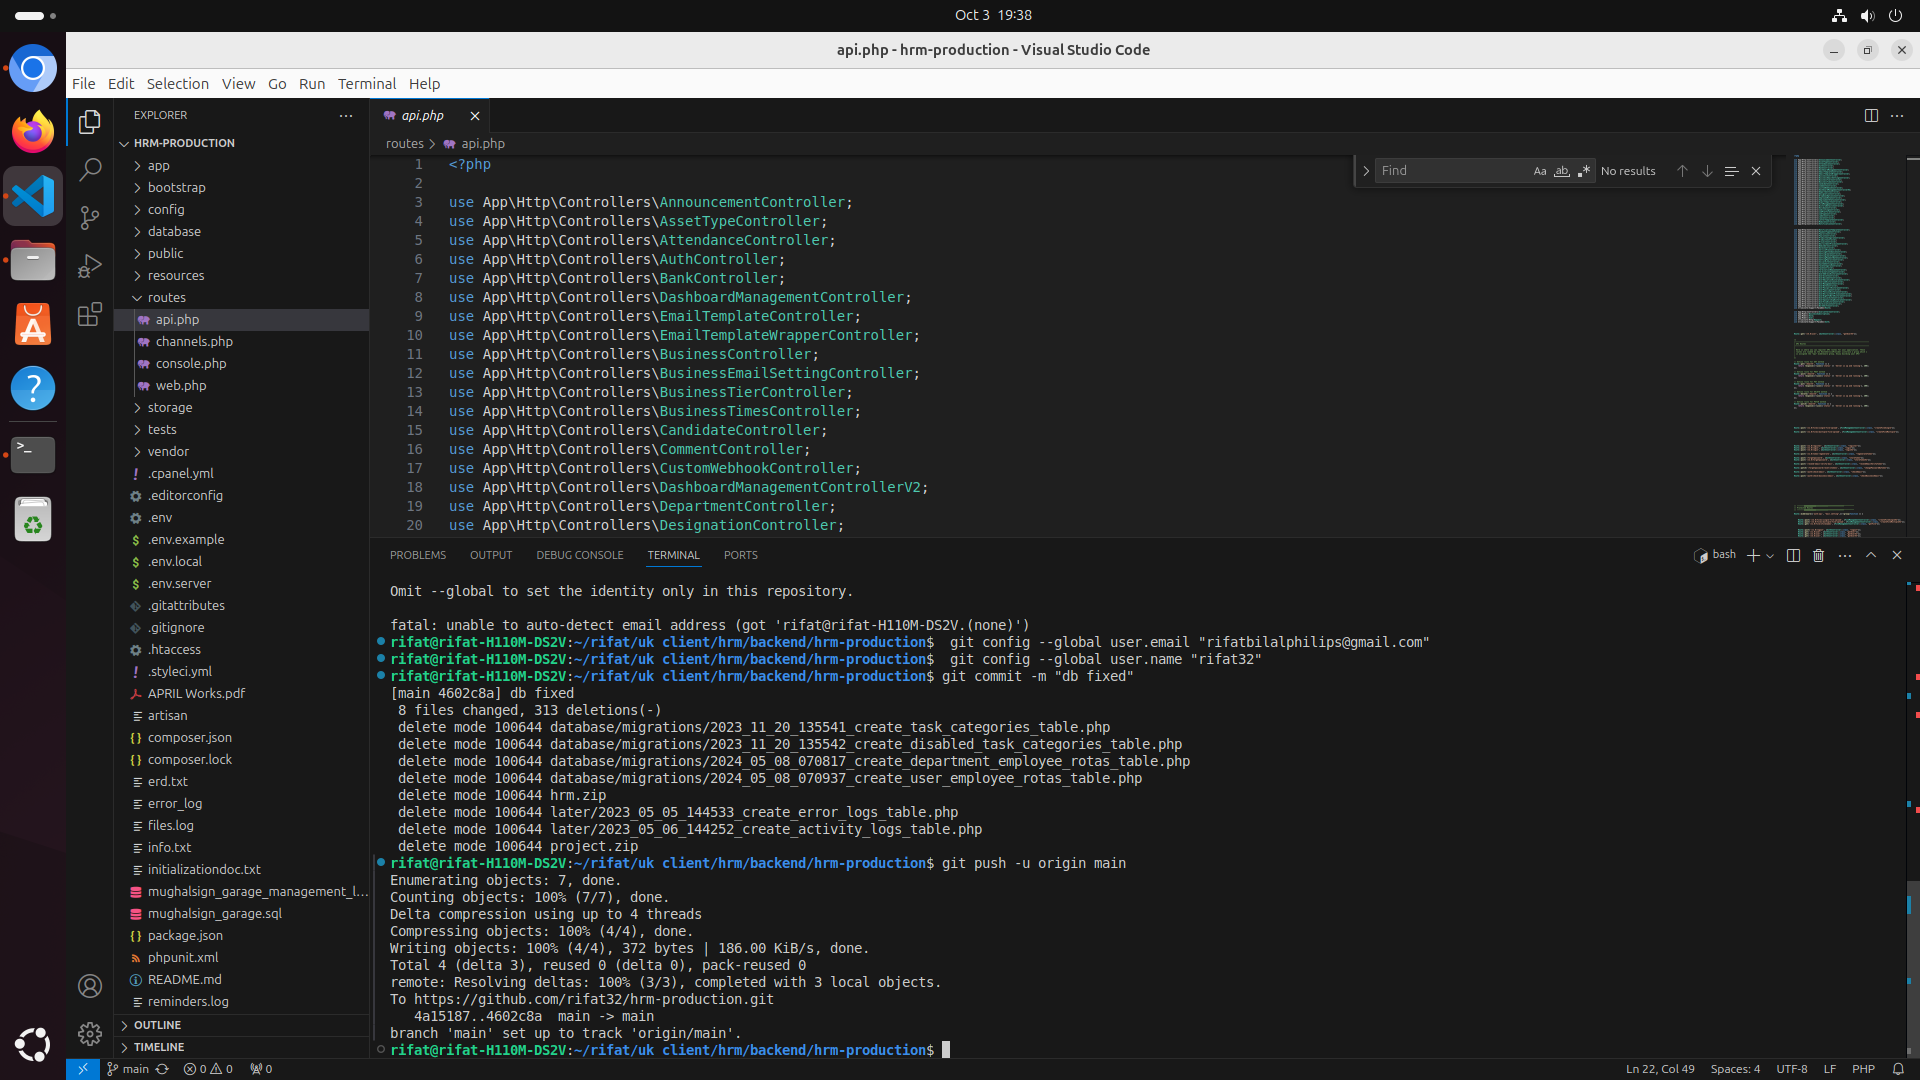 Oct 3 19:38
api.php - hrm-production - Visual Studio Code
File Edit Selection View Go Run Terminal Help
EXPLORER
HRM-PRODUCTION
app
bootstrap
config
database
public
resources
routes
api.php
channels.php
console.php
web.php
storage
tests
vendor
.cpanel.yml
.editorconfig
.env
.env.example
.env.local
.env.server
.gitattributes
.gitignore
.htaccess
.styleci.yml
APRIL Works.pdf
artisan
composer.json
composer.lock
erd.txt
error_log
files.log
info.txt
initializationdoc.txt
mughalsign_garage_management_l...
mughalsign_garage.sql
package.json
phpunit.xml
README.md
reminders.log
OUTLINE
TIMELINE
api.php
routes > api.php
Find Aa ab .* No results
1 <?php
2
3 use App\Http\Controllers\AnnouncementController;
4 use App\Http\Controllers\AssetTypeController;
5 use App\Http\Controllers\AttendanceController;
6 use App\Http\Controllers\AuthController;
7 use App\Http\Controllers\BankController;
8 use App\Http\Controllers\DashboardManagementController;
9 use App\Http\Controllers\EmailTemplateController;
10 use App\Http\Controllers\EmailTemplateWrapperController;
11 use App\Http\Controllers\BusinessController;
12 use App\Http\Controllers\BusinessEmailSettingController;
13 use App\Http\Controllers\BusinessTierController;
14 use App\Http\Controllers\BusinessTimesController;
15 use App\Http\Controllers\CandidateController;
16 use App\Http\Controllers\CommentController;
17 use App\Http\Controllers\CustomWebhookController;
18 use App\Http\Controllers\DashboardManagementControllerV2;
19 use App\Http\Controllers\DepartmentController;
20 use App\Http\Controllers\DesignationController;
PROBLEMS OUTPUT DEBUG CONSOLE TERMINAL PORTS
bash
Omit --global to set the identity only in this repository.
fatal: unable to auto-detect email address (got 'rifat@rifat-H110M-DS2V.(none)')
rifat@rifat-H110M-DS2V:~/rifat/uk client/hrm/backend/hrm-production$  git config --global user.email "rifatbilalphilips@gmail.com"
rifat@rifat-H110M-DS2V:~/rifat/uk client/hrm/backend/hrm-production$  git config --global user.name "rifat32"
rifat@rifat-H110M-DS2V:~/rifat/uk client/hrm/backend/hrm-production$ git commit -m "db fixed"
[main 4602c8a] db fixed
8 files changed, 313 deletions(-)
delete mode 100644 database/migrations/2023_11_20_135541_create_task_categories_table.php
delete mode 100644 database/migrations/2023_11_20_135542_create_disabled_task_categories_table.php
delete mode 100644 database/migrations/2024_05_08_070817_create_department_employee_rotas_table.php
delete mode 100644 database/migrations/2024_05_08_070937_create_user_employee_rotas_table.php
delete mode 100644 hrm.zip
delete mode 100644 later/2023_05_05_144533_create_error_logs_table.php
delete mode 100644 later/2023_05_06_144252_create_activity_logs_table.php
delete mode 100644 project.zip
rifat@rifat-H110M-DS2V:~/rifat/uk client/hrm/backend/hrm-production$ git push -u origin main
Enumerating objects: 7, done.
Counting objects: 100% (7/7), done.
Delta compression using up to 4 threads
Compressing objects: 100% (4/4), done.
Writing objects: 100% (4/4), 372 bytes | 186.00 KiB/s, done.
Total 4 (delta 3), reused 0 (delta 0), pack-reused 0
remote: Resolving deltas: 100% (3/3), completed with 3 local objects.
To https://github.com/rifat32/hrm-production.git
4a15187..4602c8a  main -> main
branch 'main' set up to track 'origin/main'.
rifat@rifat-H110M-DS2V:~/rifat/uk client/hrm/backend/hrm-production$
main 0 0 0
Ln 22, Col 49 Spaces: 4 UTF-8 LF PHP